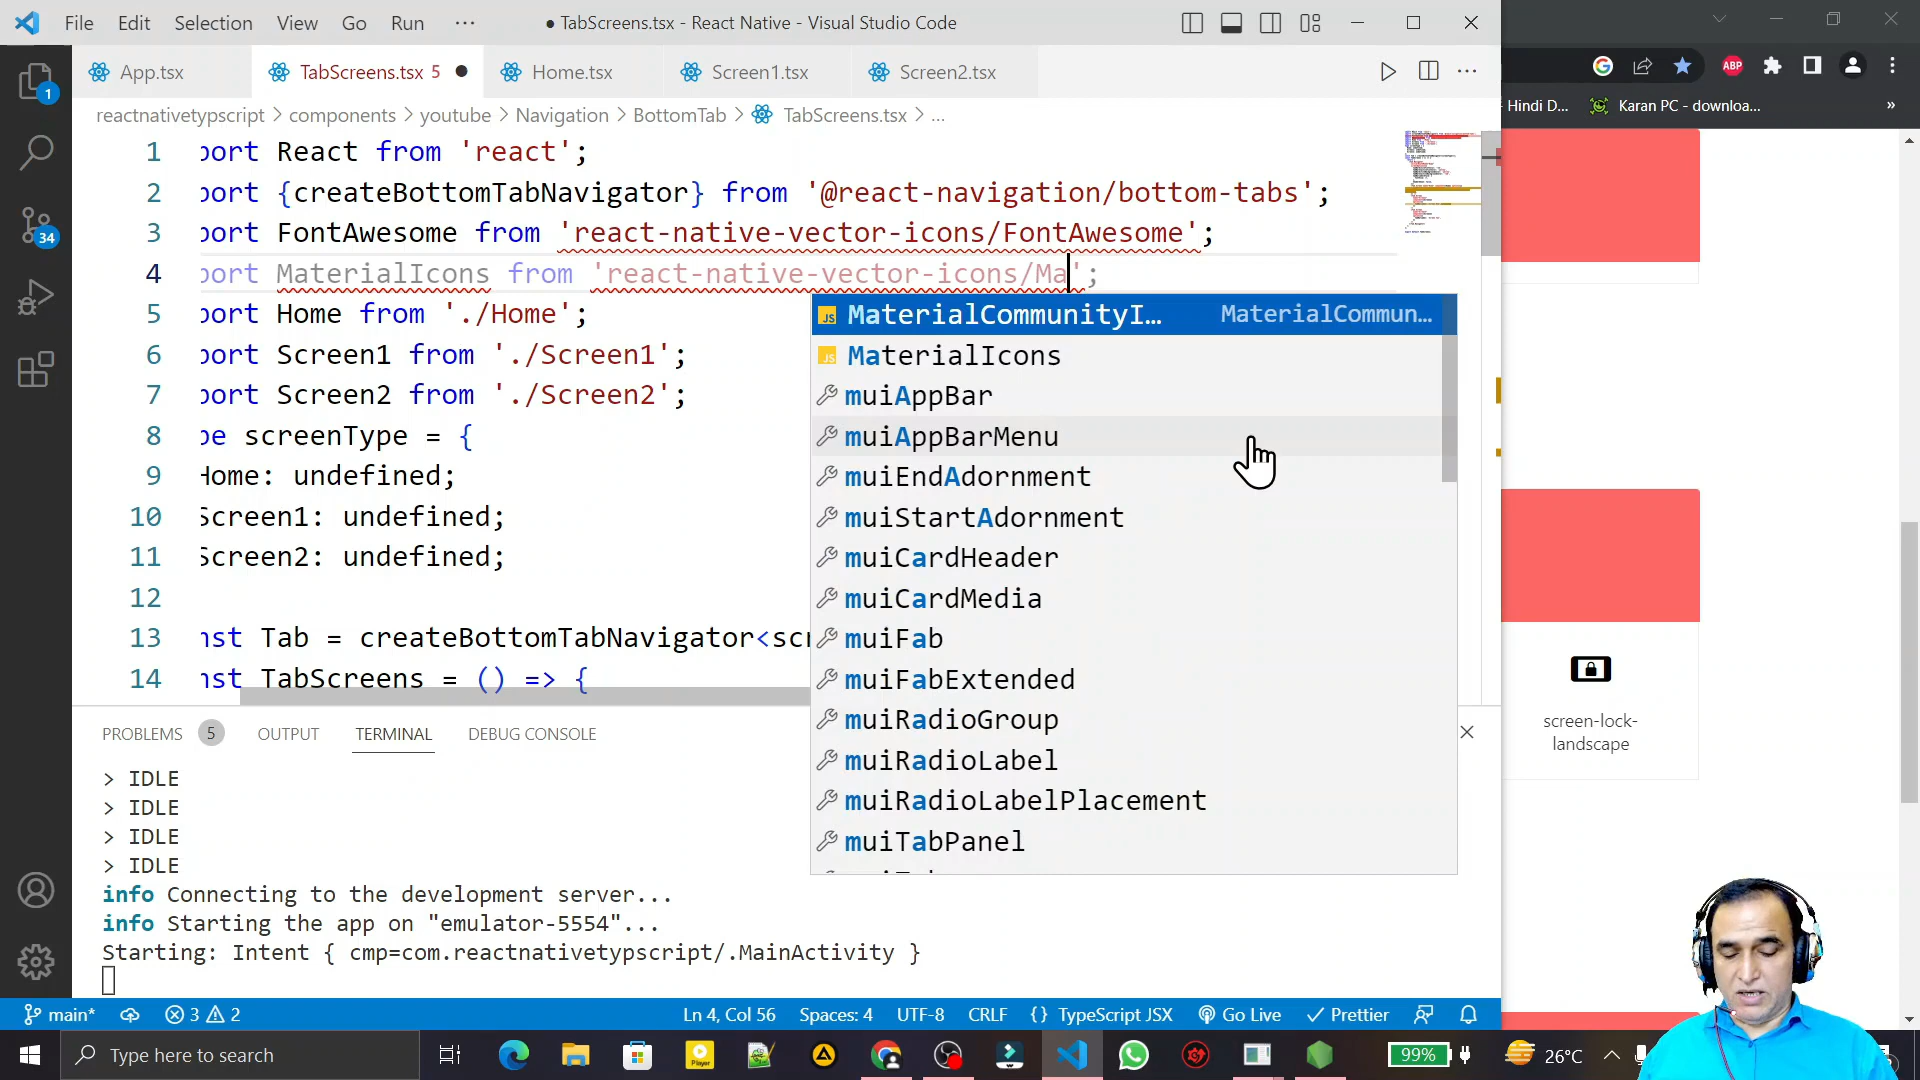 File Edit Selection View Go Run ··· ● TabScreens.tsx - React Native - Visual Studio Code
App.tsx TabScreens.tsx 5 ● Home.tsx Screen1.tsx Screen2.tsx
reactnativetypscript > components > youtube > Navigation > BottomTab > TabScreens.tsx > ...
1 port React from 'react';
2 port {createBottomTabNavigator} from '@react-navigation/bottom-tabs';
3 port FontAwesome from 'react-native-vector-icons/FontAwesome';
4 port MaterialIcons from 'react-native-vector-icons/Ma';
5 port Home from './Home';
6 port Screen1 from './Screen1';
7 port Screen2 from './Screen2';
8 pe screenType = {
9 Home: undefined;
10 Screen1: undefined;
11 Screen2: undefined;
12
13 nst Tab = createBottomTabNavigator<scr
14 nst TabScreens = () => {
MaterialCommunityI... MaterialCommun...
MaterialIcons
muiAppBar
muiAppBarMenu
muiEndAdornment
muiStartAdornment
muiCardHeader
muiCardMedia
muiFab
muiFabExtended
muiRadioGroup
muiRadioLabel
muiRadioLabelPlacement
muiTabPanel
PROBLEMS 5 OUTPUT TERMINAL DEBUG CONSOLE
> IDLE
> IDLE
> IDLE
> IDLE
info Connecting to the development server...
info Starting the app on "emulator-5554"...
Starting: Intent { cmp=com.reactnativetypscript/.MainActivity }
main* 3 2 Ln 4, Col 56 Spaces: 4 UTF-8 CRLF {} TypeScript JSX Go Live Prettier
1
34
ABP
Hindi D... Karan PC - downloa... »
screen-lock-
landscape
Type here to search
Player
99% 26°C